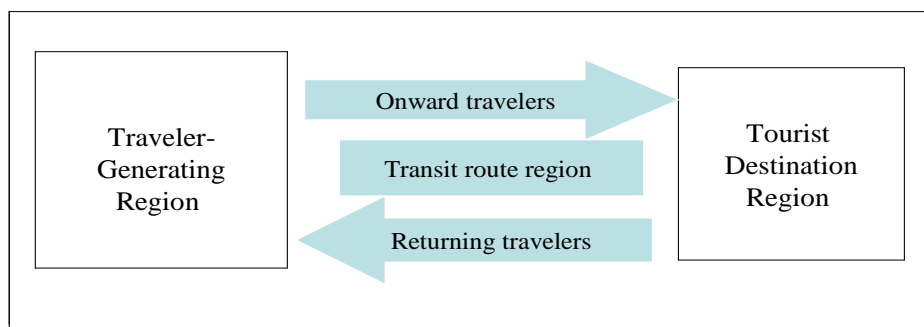 Traveler-
Generating
Region
Onward travelers
Transit route region
Returning travelers
Tourist
Destination
Region